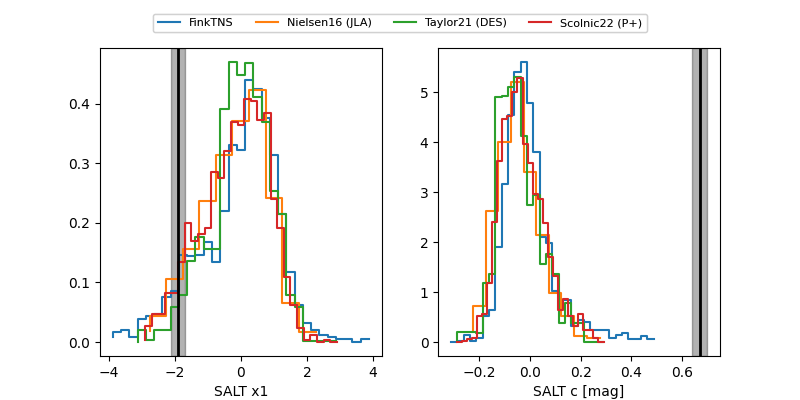 FinkTNS Nielsen16 (JLA) Taylor21 (DES) Scolnic22 (P+)
0.4
0.3
0.2
0.1
0.0
−4 −2 0 2 4
SALT x1
5
4
3
2
1
0
−0.2 0.0 0.2 0.4 0.6
SALT c [mag]